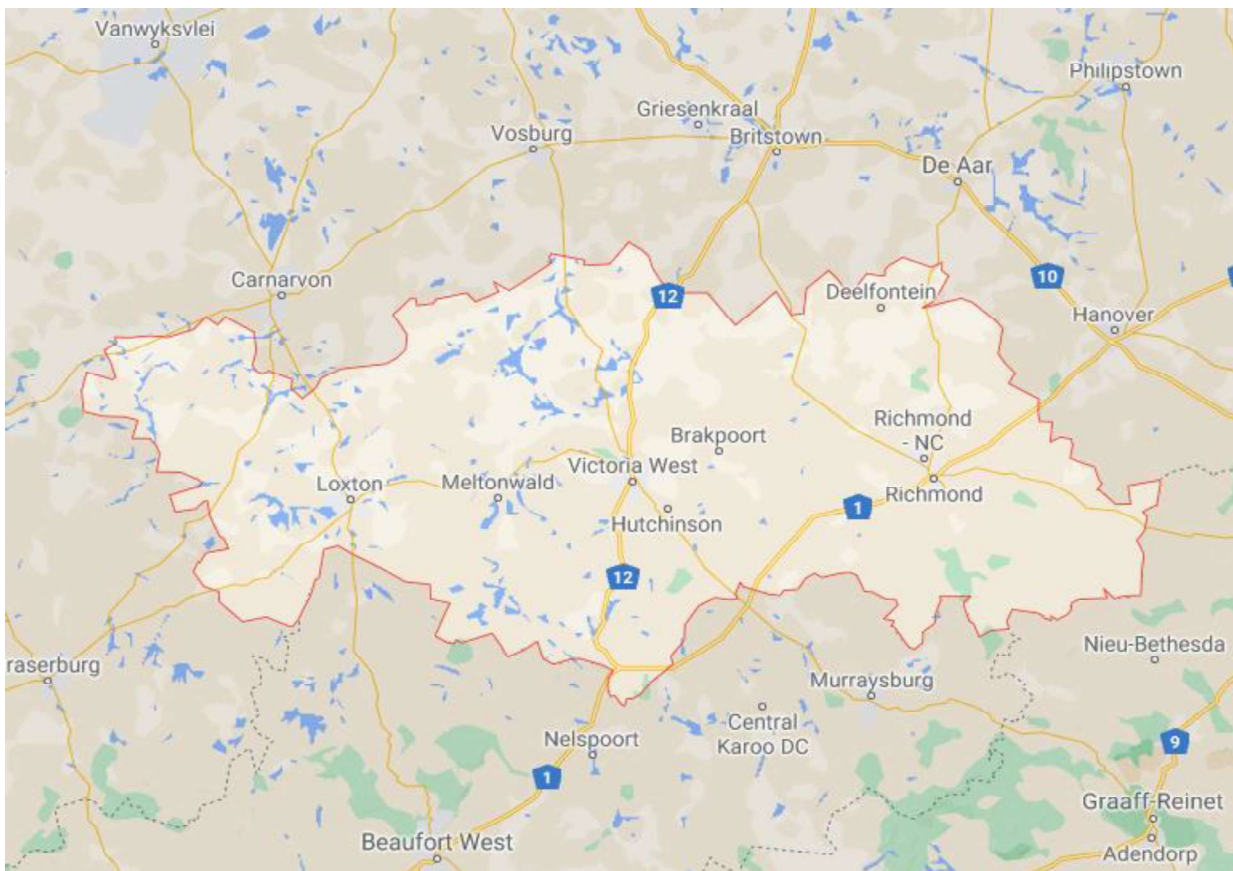 Vanwyksvlei
Philipstown
Griesenkraal
Vosburg
Britstown
De Aar
Carnarvon
10
12
Deelfontein
Hanover
Richmond
- NC
Brakpoort
Victoria West
Loxton
Meltonwald
Richmond
1
Hutchinson
12
Nieu-Bethesda
raserburg
Murraysburg
Central
Karoo DC
Nelspoort
9
1
Graaff-Reinet
Beaufort West
Adendorp